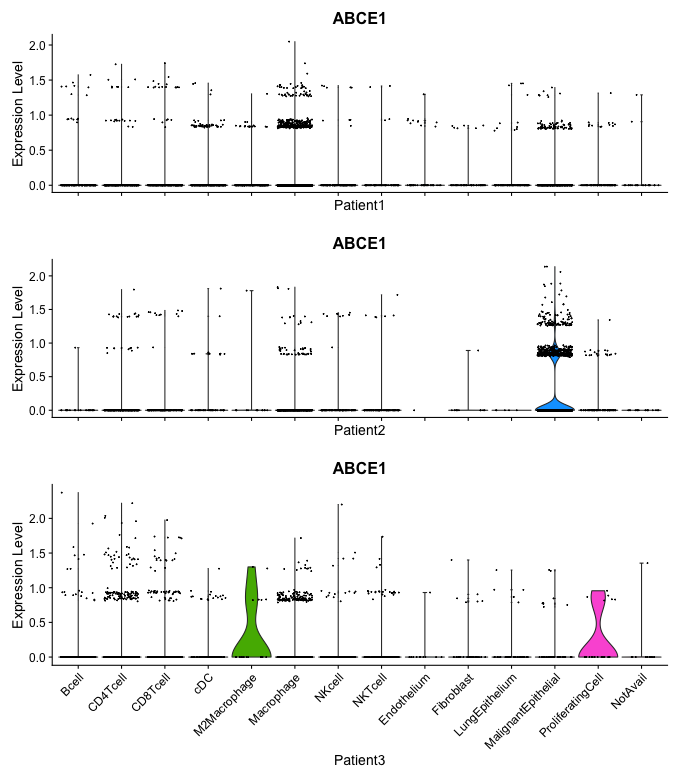 ABCE1
Expression Level
2.0
1.5
1.0
0.5
0.0
Patient1
ABCE1
Expression Level
2.0
1.5
1.0
0.5
0.0
Patient2
ABCE1
Expression Level
2.0
1.5
1.0
0.5
0.0
Bcell
CD4Tcell
CD8Tcell
cDC
M2Macrophage
Macrophage
NKcell
NKTcell
Endothelium
Fibroblast
LungEpithelium
MalignantEpithelial
ProliferatingCell
NotAvail
Patient3